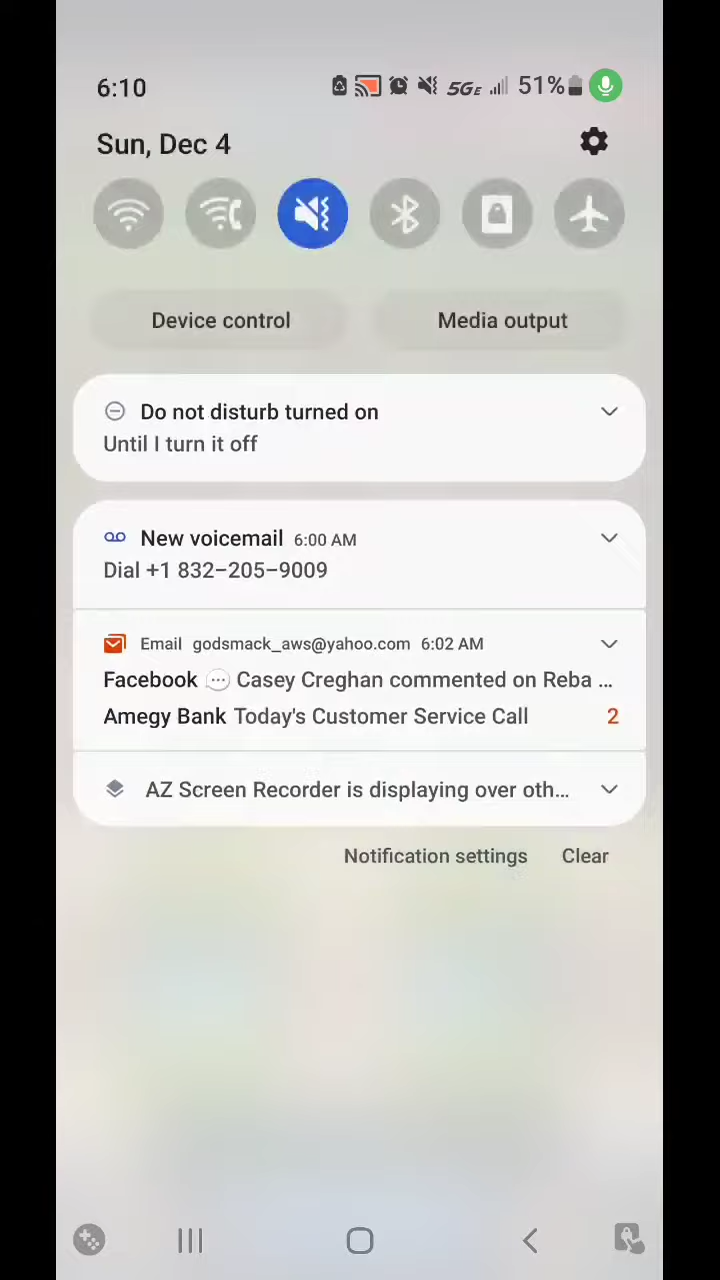 6:10
5GE
51%
Sun, Dec 4
Device control
Media output
Do not disturb turned on
Until I turn it off
New voicemail 6:00 AM
Dial +1 832-205-9009
Email godsmack_aws@yahoo.com 6:02 AM
Facebook 💬 Casey Creghan commented on Reba ...
Amegy Bank Today's Customer Service Call 2
AZ Screen Recorder is displaying over oth...
Notification settings
Clear